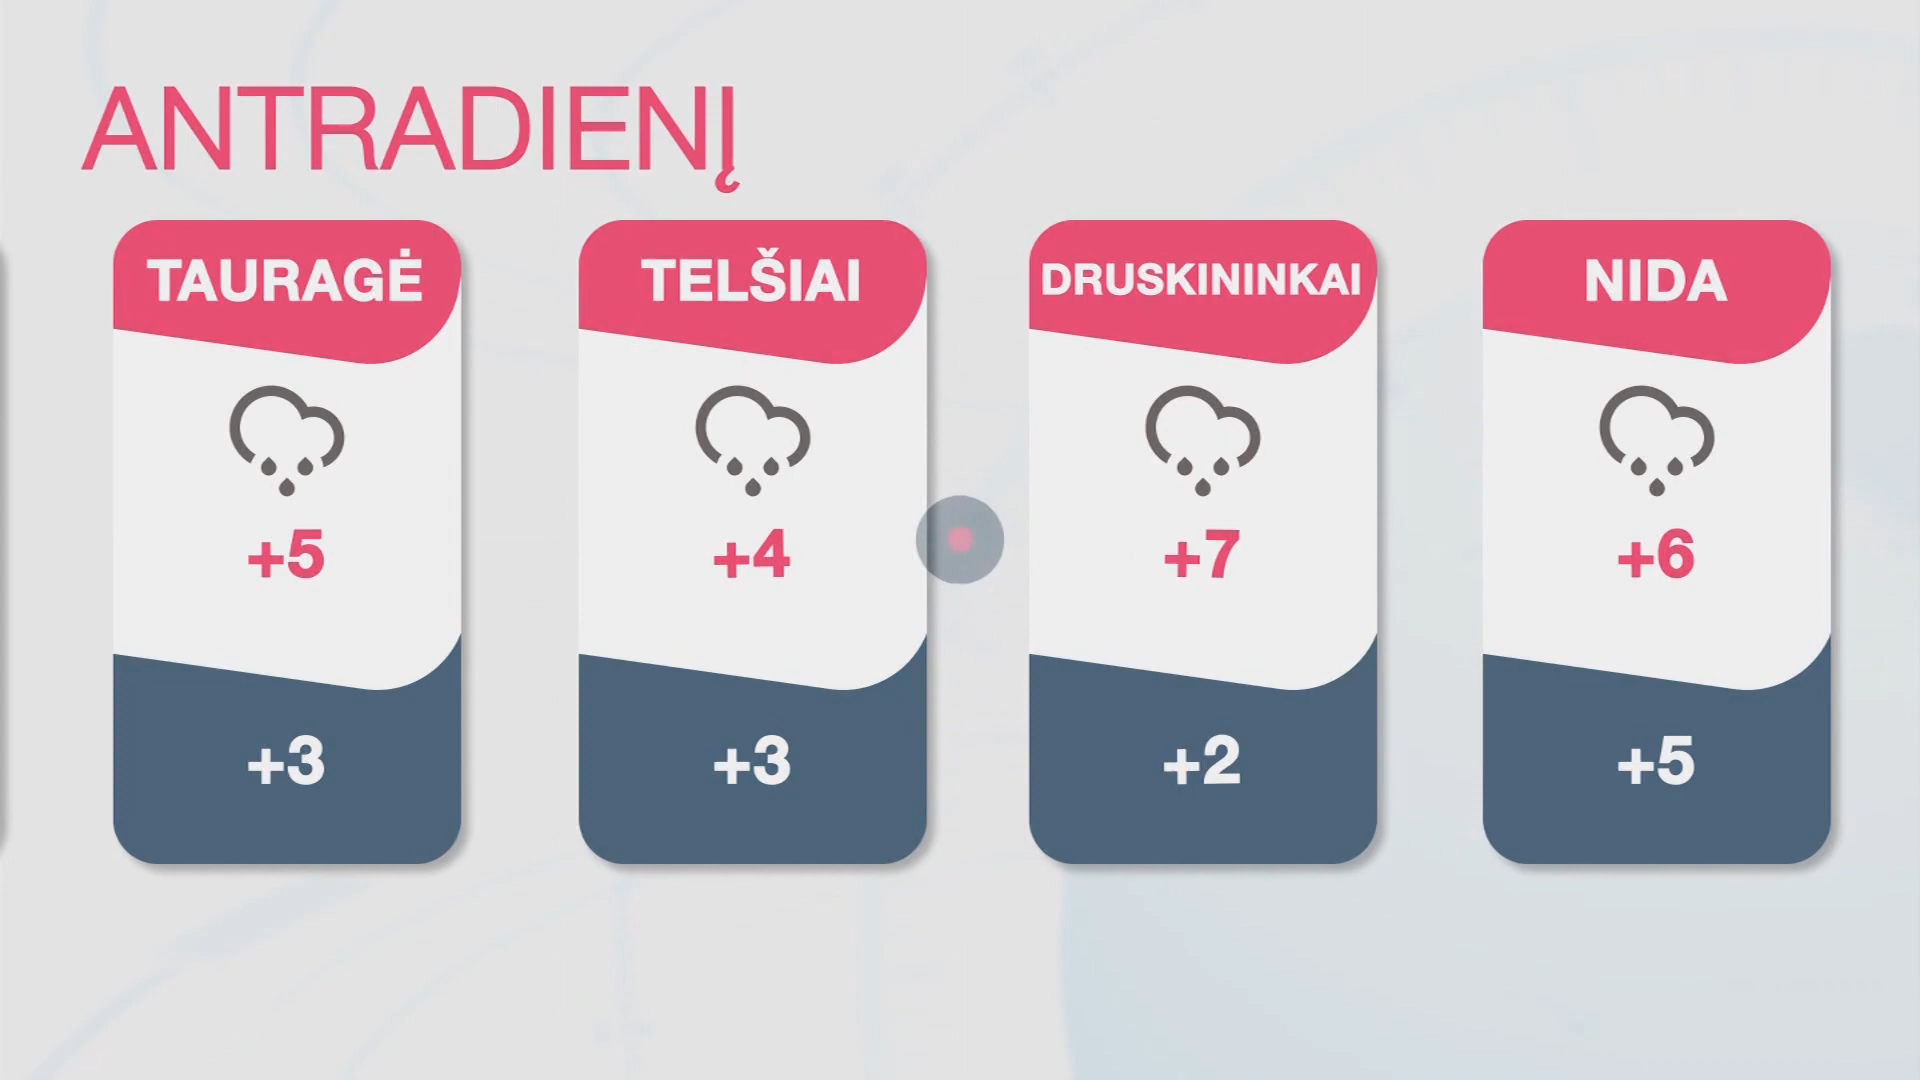 ANTRADIENĮ
TAURAGĖ
+5
+3
TELŠIAI
+4
+3
DRUSKININKAI
+7
+2
NIDA
+6
+5